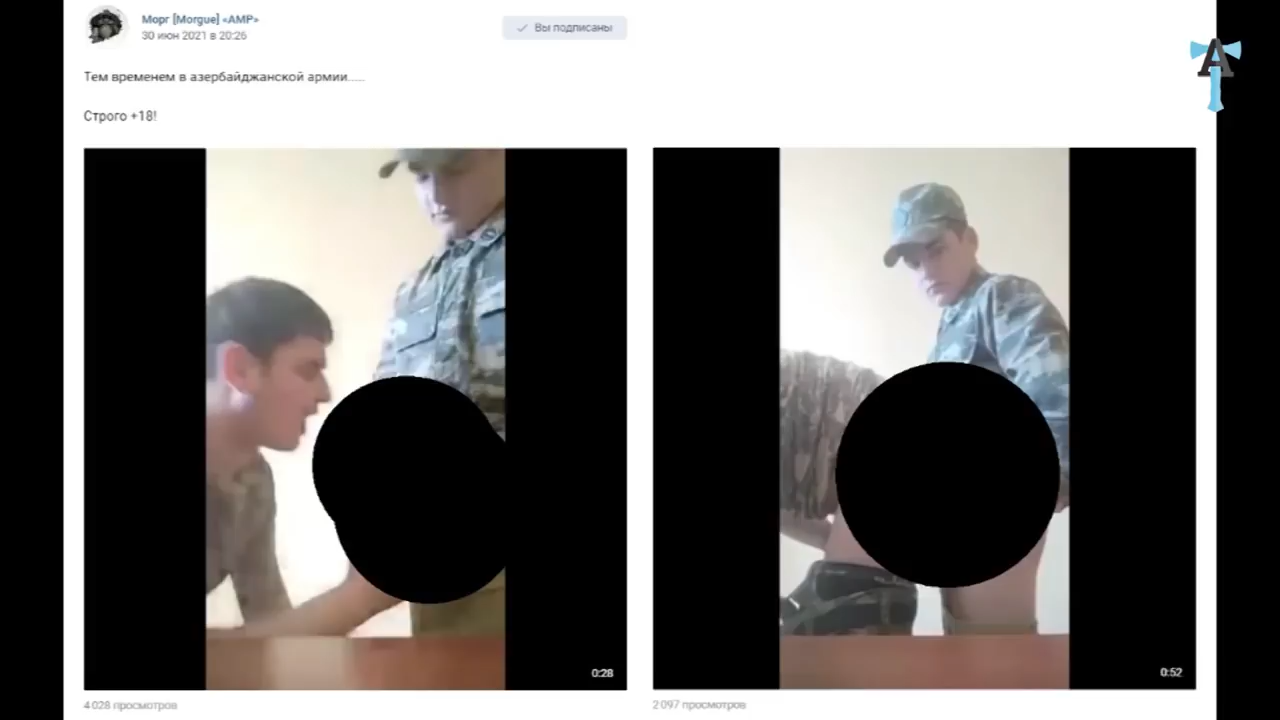 Морг [Morgue] «АМР»
30 июн 2021 в 20:26
Вы подписаны
Тем временем в азербайджанской армии.....
Строго +18!
0:28
0:52
4 028 просмотров
2 097 просмотров